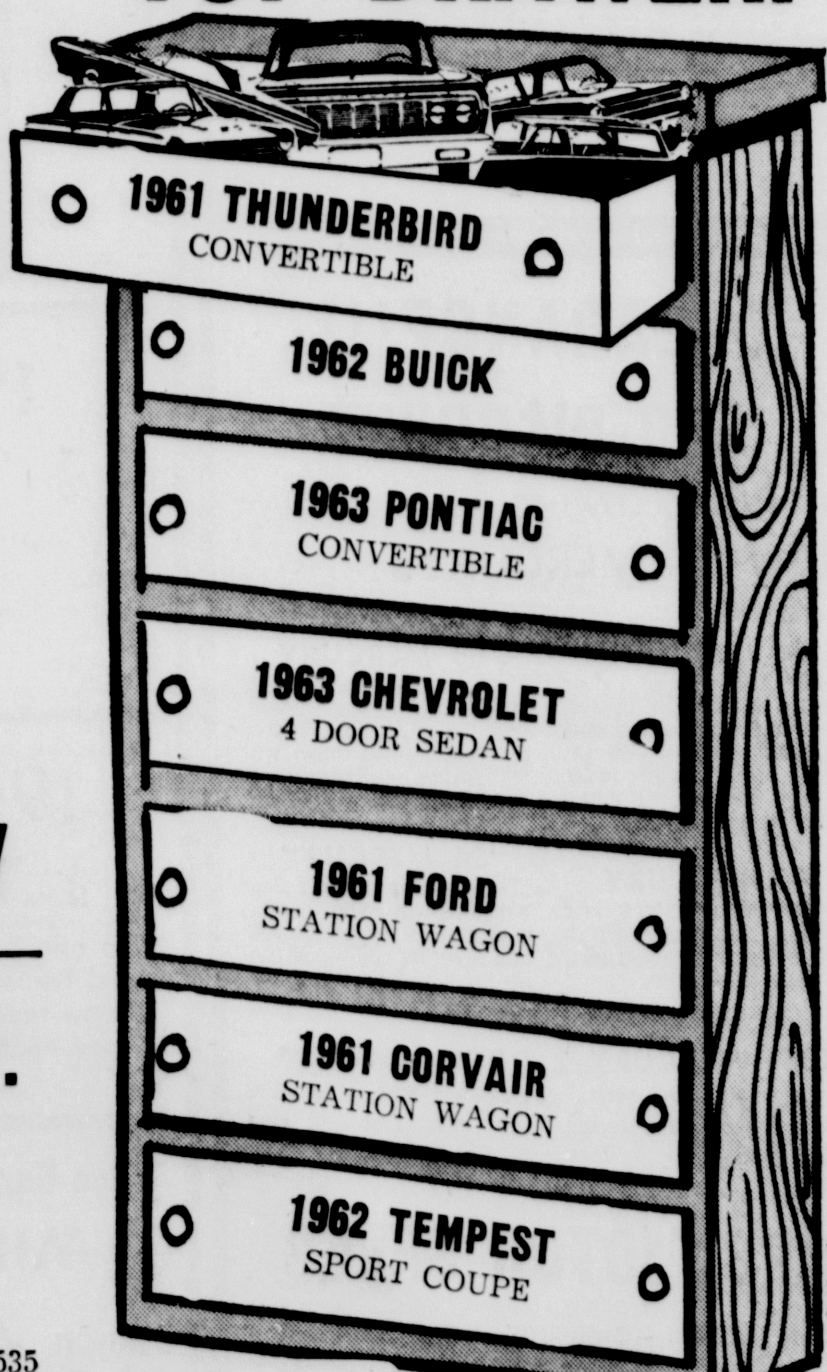 1961 THUNDERBIRD
CONVERTIBLE
1962 BUICK
1963 PONTIAC
CONVERTIBLE
1963 CHEVROLET
4 DOOR SEDAN
1961 FORD
STATION WAGON
1961 CORVAIR
STATION WAGON
1962 TEMPEST
SPORT COUPE
535